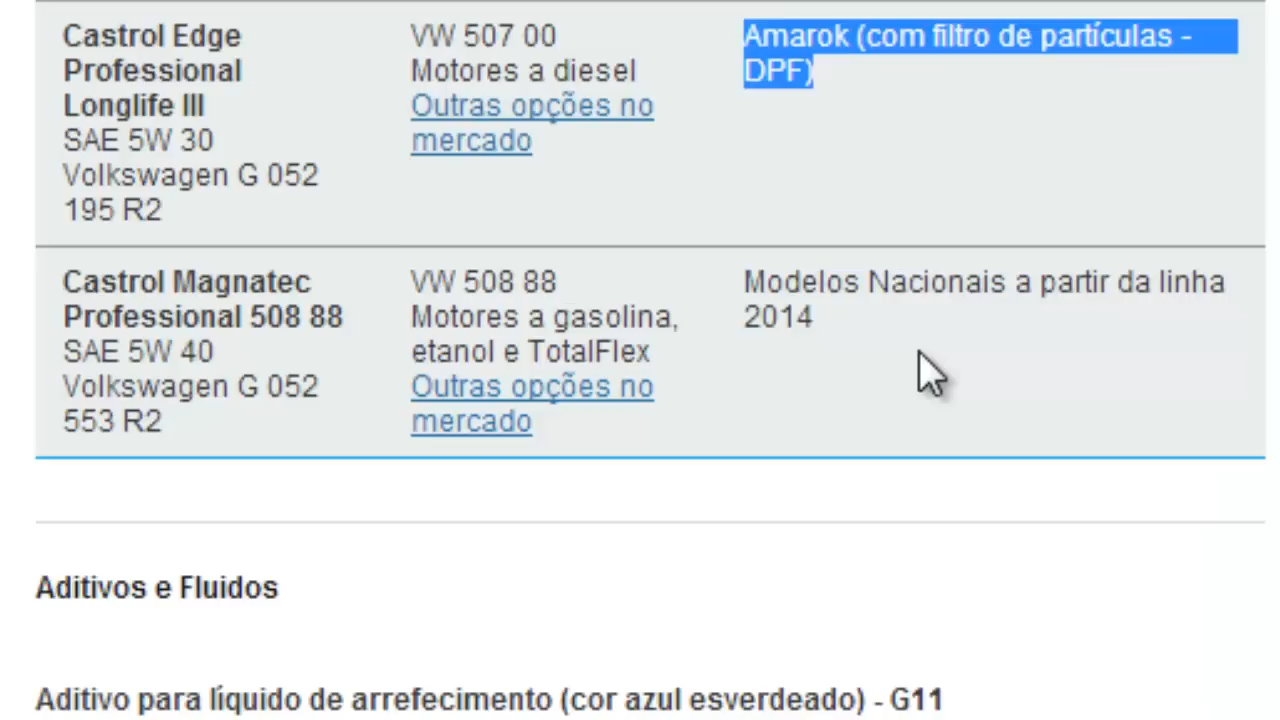 Castrol Edge
Professional
Longlife III
SAE 5W 30
Volkswagen G 052
195 R2
VW 507 00
Motores a diesel
Outras opções no
mercado
Amarok (com filtro de partículas -
DPF)
Castrol Magnatec
Professional 508 88
SAE 5W 40
Volkswagen G 052
553 R2
VW 508 88
Motores a gasolina,
etanol e TotalFlex
Outras opções no
mercado
Modelos Nacionais a partir da linha
2014
Aditivos e Fluidos
Aditivo para líquido de arrefecimento (cor azul esverdeado) - G11